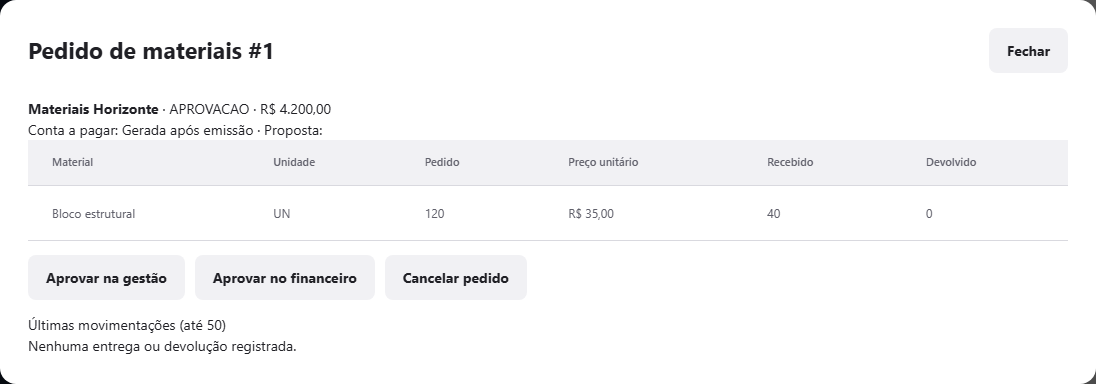 Pedido de materiais #1
Fechar
Materiais Horizonte · APROVACAO · R$ 4.200,00
Conta a pagar: Gerada após emissão · Proposta:
Material Unidade Pedido Preço unitário Recebido Devolvido
Bloco estrutural UN 120 R$ 35,00 40 0
Aprovar na gestão Aprovar no financeiro Cancelar pedido
Últimas movimentações (até 50)
Nenhuma entrega ou devolução registrada.